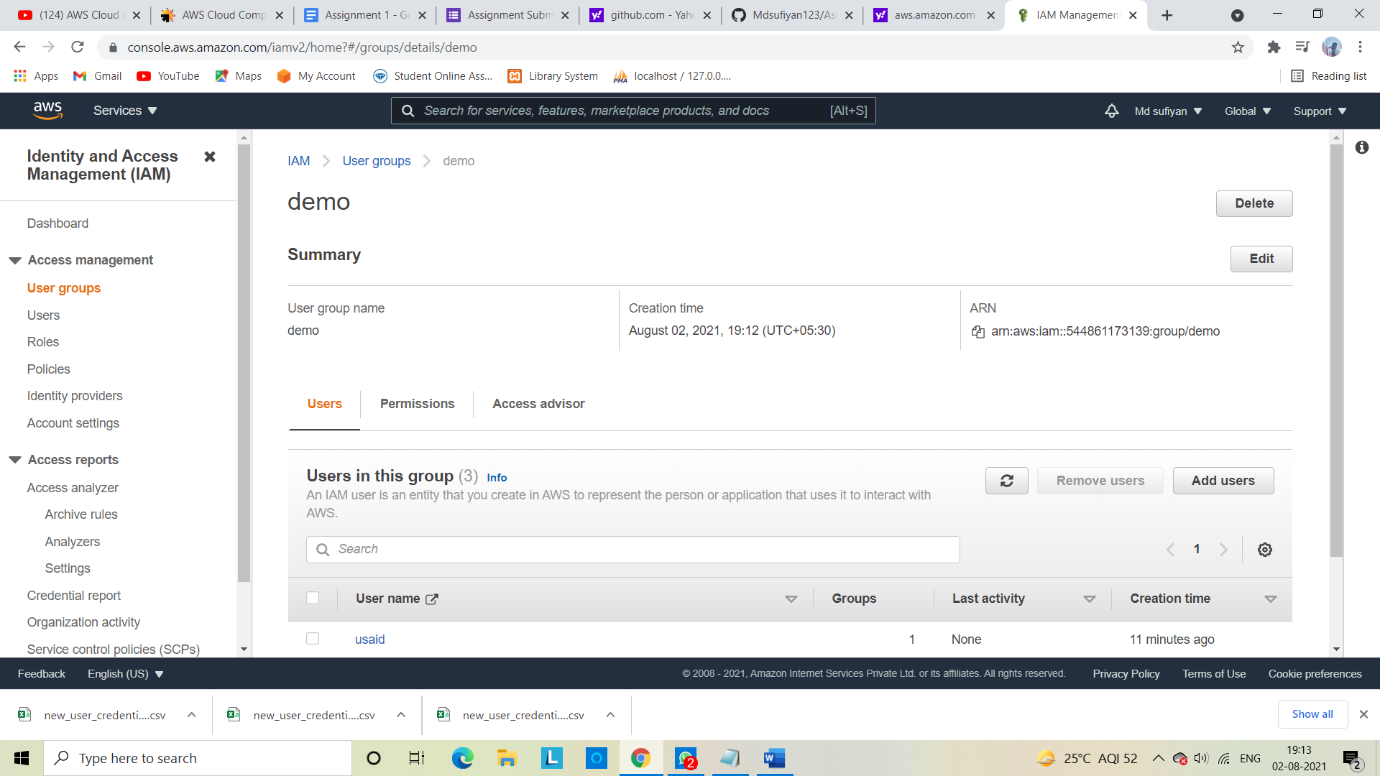 (124) AWS Cloud
AWS Cloud Comp
Assignment 1 - G
Assignment Subm
github.com - Yah
Mdsufiyan123/As
aws.amazon.com
IAM Managemen
console.aws.amazon.com/iamv2/home?#/groups/details/demo
Apps
Gmail
YouTube
Maps
My Account
Student Online Ass...
Library System
localhost / 127.0.0....
Reading list
aws
Services
Search for services, features, marketplace products, and docs
[Alt+S]
Md sufiyan
Global
Support
Identity and Access
Management (IAM)
Dashboard
Access management
User groups
Users
Roles
Policies
Identity providers
Account settings
Access reports
Access analyzer
Archive rules
Analyzers
Settings
Credential report
Organization activity
Service control policies (SCPs)
IAM
User groups
demo
demo
Delete
Summary
Edit
User group name
demo
Creation time
August 02, 2021, 19:12 (UTC+05:30)
ARN
arn:aws:iam::544861173139:group/demo
Users
Permissions
Access advisor
Users in this group (3) Info
An IAM user is an entity that you create in AWS to represent the person or application that uses it to interact with
AWS.
Remove users
Add users
Search
1
User name
Groups
Last activity
Creation time
usaid
1
None
11 minutes ago
Feedback
English (US)
© 2008 - 2021, Amazon Internet Services Private Ltd. or its affiliates. All rights reserved.
Privacy Policy
Terms of Use
Cookie preferences
new_user_credenti....csv
new_user_credenti....csv
new_user_credenti....csv
Show all
Type here to search
2
25°C AQI 52
ENG
19:13
02-08-2021
2